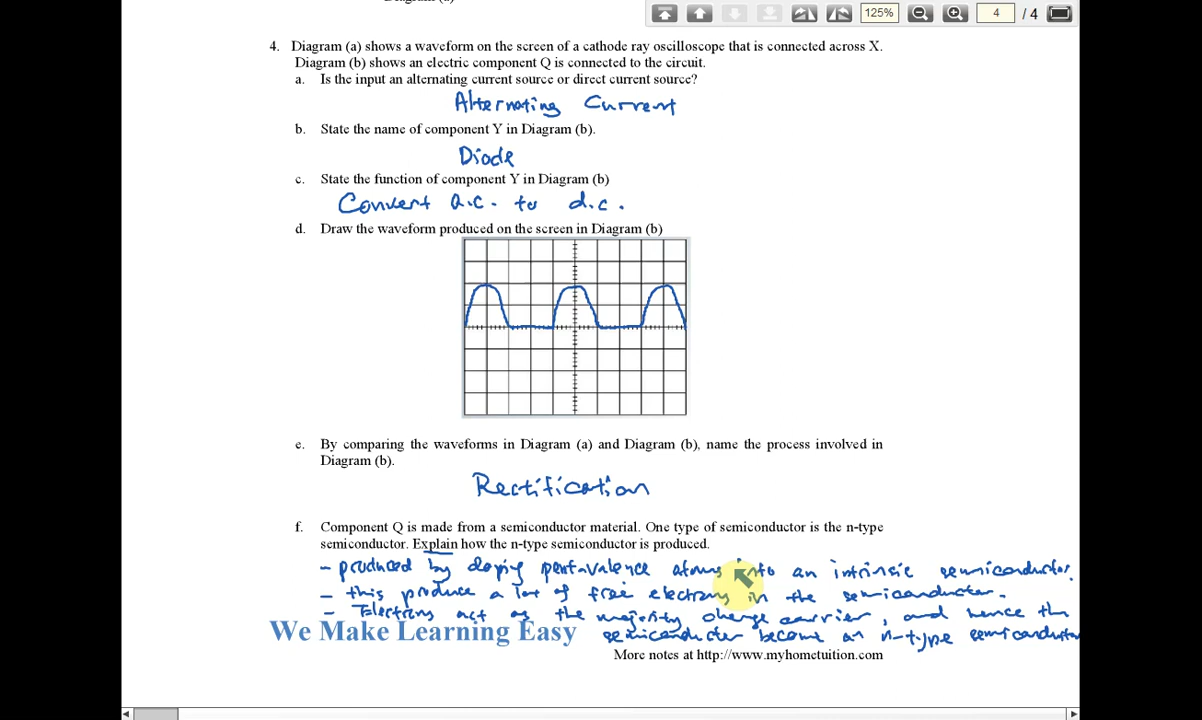 125%
4
/ 4
4. Diagram (a) shows a waveform on the screen of a cathode ray oscilloscope that is connected across X.
Diagram (b) shows an electric component Q is connected to the circuit.
a. Is the input an alternating current source or direct current source?
Alternating Current
b. State the name of component Y in Diagram (b).
Diode
c. State the function of component Y in Diagram (b)
Convert a.c. to d.c.
d. Draw the waveform produced on the screen in Diagram (b)
e. By comparing the waveforms in Diagram (a) and Diagram (b), name the process involved in
Diagram (b).
Rectification
f. Component Q is made from a semiconductor material. One type of semiconductor is the n-type
semiconductor. Explain how the n-type semiconductor is produced.
- produced by doping pentavalence atoms into an intrinsic semiconductor.
- this produce a lot of free electrons in the semiconductor.
- act as the majority charge carrier, and hence the
semiconductor become an n-type semiconductor
We Make Learning Easy
More notes at http://www.myhometuition.com